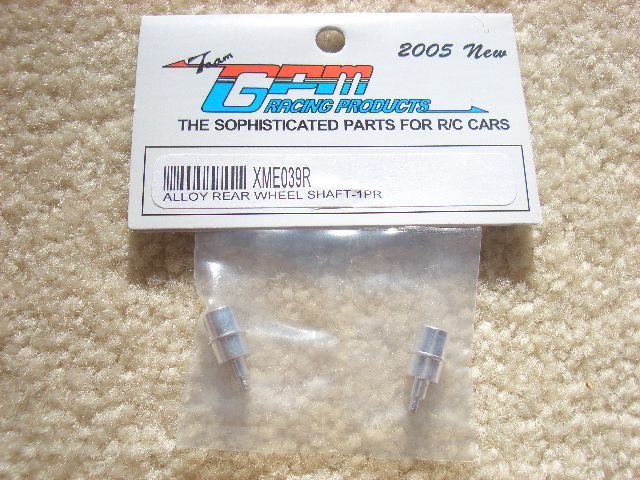 2005 New
Team
GPM
RACING PRODUCTS
THE SOPHISTICATED PARTS FOR R/C CARS
XME039R
ALLOY REAR WHEEL SHAFT-1PR